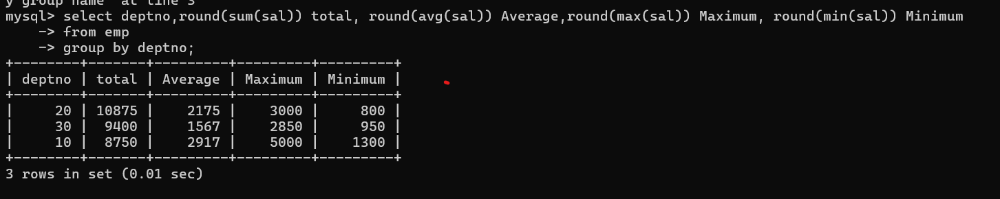 y group name' at line 3
mysql> select deptno,round(sum(sal)) total, round(avg(sal)) Average,round(max(sal)) Maximum, round(min(sal)) Minimum
    -> from emp
    -> group by deptno;
+--------+-------+---------+---------+---------+
| deptno | total | Average | Maximum | Minimum |
+--------+-------+---------+---------+---------+
|     20 | 10875 |    2175 |    3000 |     800 |
|     30 |  9400 |    1567 |    2850 |     950 |
|     10 |  8750 |    2917 |    5000 |    1300 |
+--------+-------+---------+---------+---------+
3 rows in set (0.01 sec)